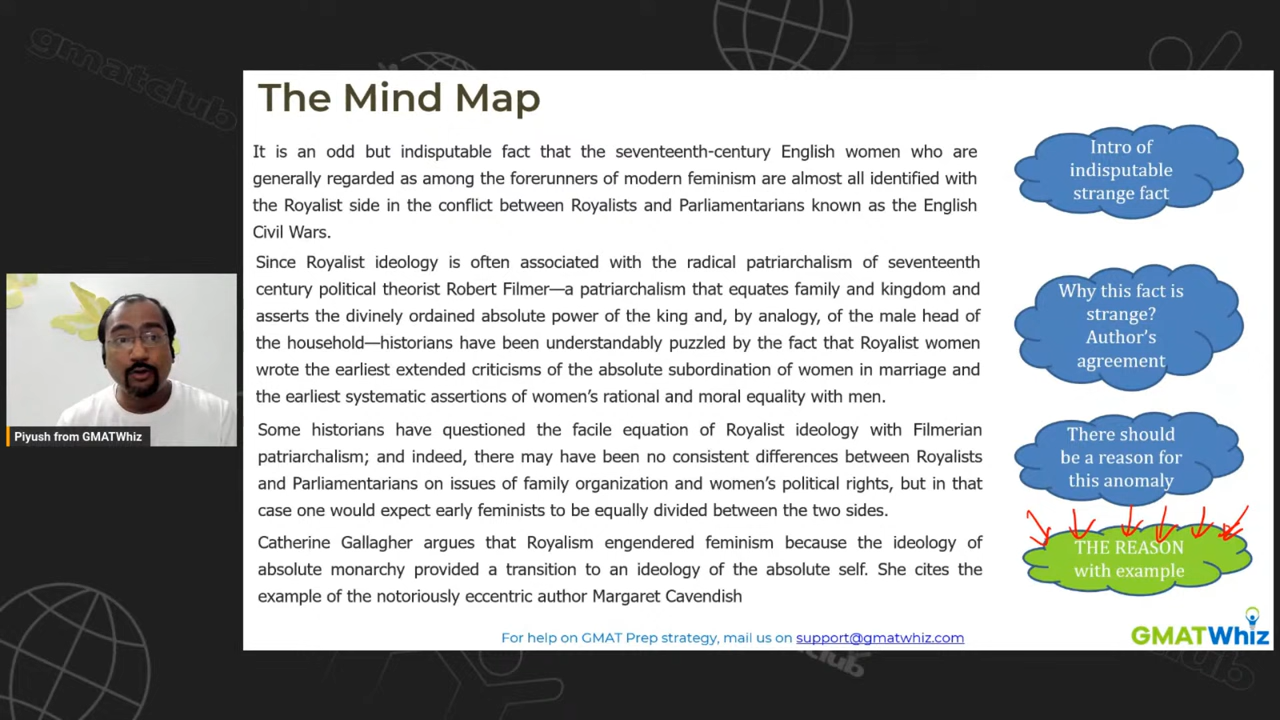 gmatclub
The Mind Map
It is an odd but indisputable fact that the seventeenth-century English women who are
generally regarded as among the forerunners of modern feminism are almost all identified with
the Royalist side in the conflict between Royalists and Parliamentarians known as the English
Civil Wars.
Intro of
indisputable
strange fact
Since Royalist ideology is often associated with the radical patriarchalism of seventeenth
century political theorist Robert Filmer—a patriarchalism that equates family and kingdom and
asserts the divinely ordained absolute power of the king and, by analogy, of the male head of
the household—historians have been understandably puzzled by the fact that Royalist women
wrote the earliest extended criticisms of the absolute subordination of women in marriage and
the earliest systematic assertions of women's rational and moral equality with men.
Why this fact is
strange?
Author's
agreement
Some historians have questioned the facile equation of Royalist ideology with Filmerian
patriarchalism; and indeed, there may have been no consistent differences between Royalists
and Parliamentarians on issues of family organization and women's political rights, but in that
case one would expect early feminists to be equally divided between the two sides.
There should
be a reason for
this anomaly
Catherine Gallagher argues that Royalism engendered feminism because the ideology of
absolute monarchy provided a transition to an ideology of the absolute self. She cites the
example of the notoriously eccentric author Margaret Cavendish
THE REASON
with example
Piyush from GMATWhiz
For help on GMAT Prep strategy, mail us on support@gmatwhiz.com
GMATWhiz